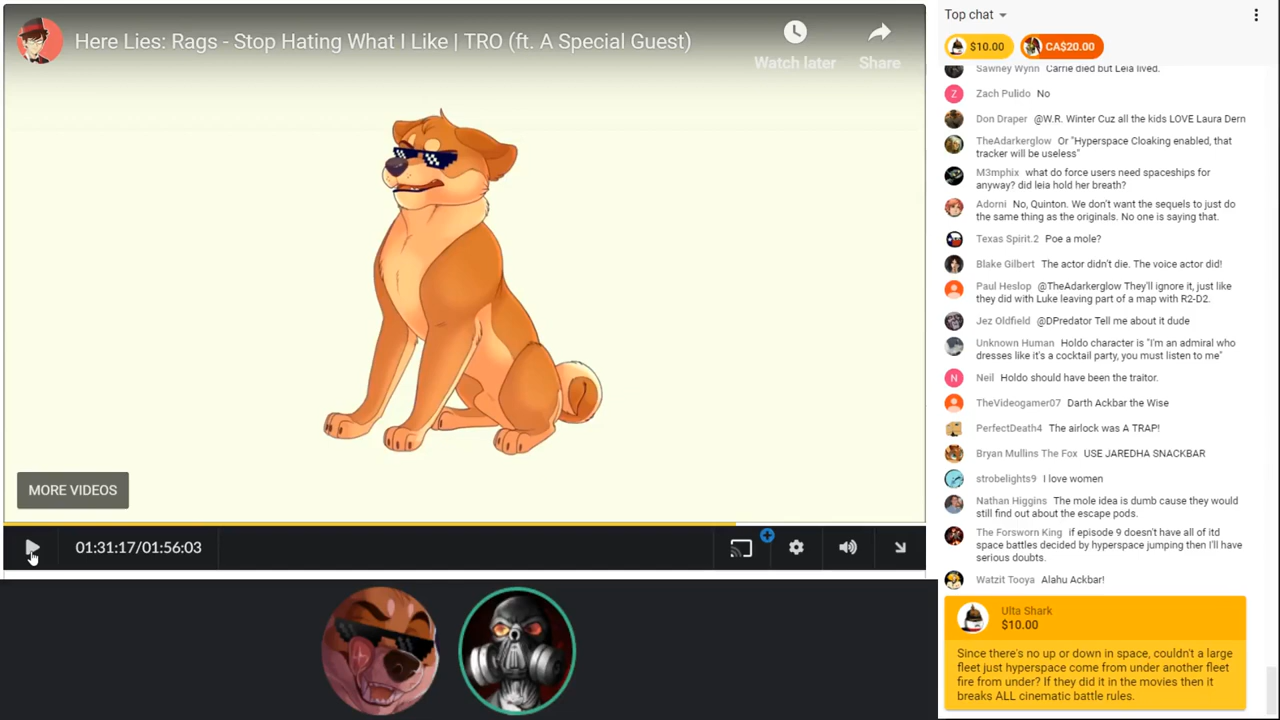 Here Lies: Rags - Stop Hating What I Like | TRO (ft. A Special Guest)
Watch later
Share
MORE VIDEOS
01:31:17/01:56:03
Top chat
$10.00
CA$20.00
Sawney Wynn Carrie died but Leia lived.
Z
Zach Pulido No
Don Draper @W.R. Winter Cuz all the kids LOVE Laura Dern
TheAdarkerglow Or "Hyperspace Cloaking enabled, that
tracker will be useless"
M3mphix what do force users need spaceships for
anyway? did leia hold her breath?
Adorni No, Quinton. We don't want the sequels to just do
the same thing as the originals. No one is saying that.
Texas Spirit.2 Poe a mole?
Blake Gilbert The actor didn't die. The voice actor did!
Paul Heslop @TheAdarkerglow They'll ignore it, just like
they did with Luke leaving part of a map with R2-D2.
Jez Oldfield @DPredator Tell me about it dude
Unknown Human Holdo character is "I'm an admiral who
dresses like it's a cocktail party, you must listen to me"
N
Neil Holdo should have been the traitor.
TheVideogamer07 Darth Ackbar the Wise
PerfectDeath4 The airlock was A TRAP!
Bryan Mullins The Fox USE JAREDHA SNACKBAR
strobelights9 I love women
Nathan Higgins The mole idea is dumb cause they would
still find out about the escape pods.
The Forsworn King if episode 9 doesn't have all of itd
space battles decided by hyperspace jumping then I'll have
serious doubts.
Watzit Tooya Alahu Ackbar!
Ulta Shark
$10.00
Since there's no up or down in space, couldn't a large
fleet just hyperspace come from under another fleet
fire from under? If they did it in the movies then it
breaks ALL cinematic battle rules.